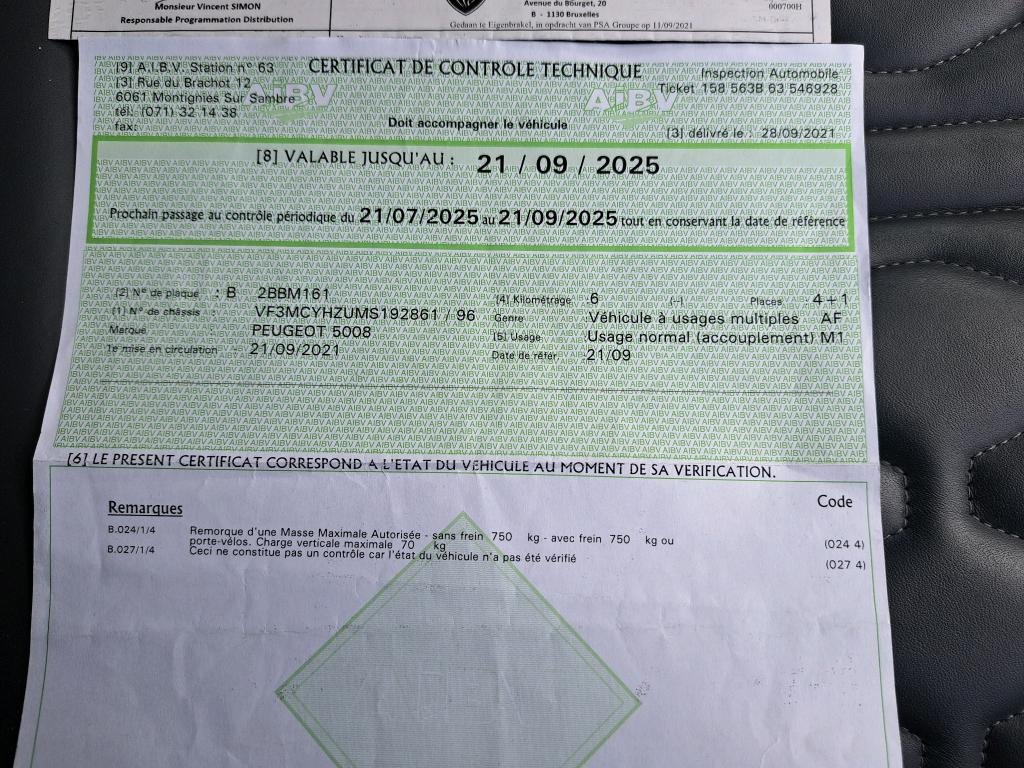 Monsieur Vincent SIMON
Responsable Programmation Distribution
Avenue du Bourget, 20
B - 1130 Bruxelles
000700H
Gedaan te Eigenbrakel, in opdracht van PSA Groupe op 11/09/2021
[9] A.I.B.V. Station n° 63
[3] Rue du Brachot 12
6061 Montignies Sur Sambre
tél: (071) 32 14 38
fax:
CERTIFICAT DE CONTROLE TECHNIQUE
Doit accompagner le véhicule
Inspection Automobile
Ticket 158 563B 63 546928
[3] délivré le : 28/09/2021
AIBV
AIBV
[8] VALABLE JUSQU'AU : 21 / 09 / 2025
Prochain passage au contrôle périodique du 21/07/2025 au 21/09/2025 tout en conservant la date de référence
[2] N° de plaque : B 2BBM161
[1] N° de châssis : VF3MCYHZUMS192861 / 96
Marque PEUGEOT 5008
1e mise en circulation 21/09/2021
[4] Kilométrage :6 (--) Places 4+1
Genre Véhicule à usages multiples AF
[5] Usage :Usage normal (accouplement) M1
Date de référ. :21/09
[6] LE PRESENT CERTIFICAT CORRESPOND A L'ETAT DU VEHICULE AU MOMENT DE SA VERIFICATION.
Remarques Code
B.024/1/4 Remorque d'une Masse Maximale Autorisée - sans frein 750 kg - avec frein 750 kg ou
porte-vélos. Charge verticale maximale 70 kg (024 4)
B.027/1/4 Ceci ne constitue pas un contrôle car l'état du véhicule n'a pas été vérifié (027 4)